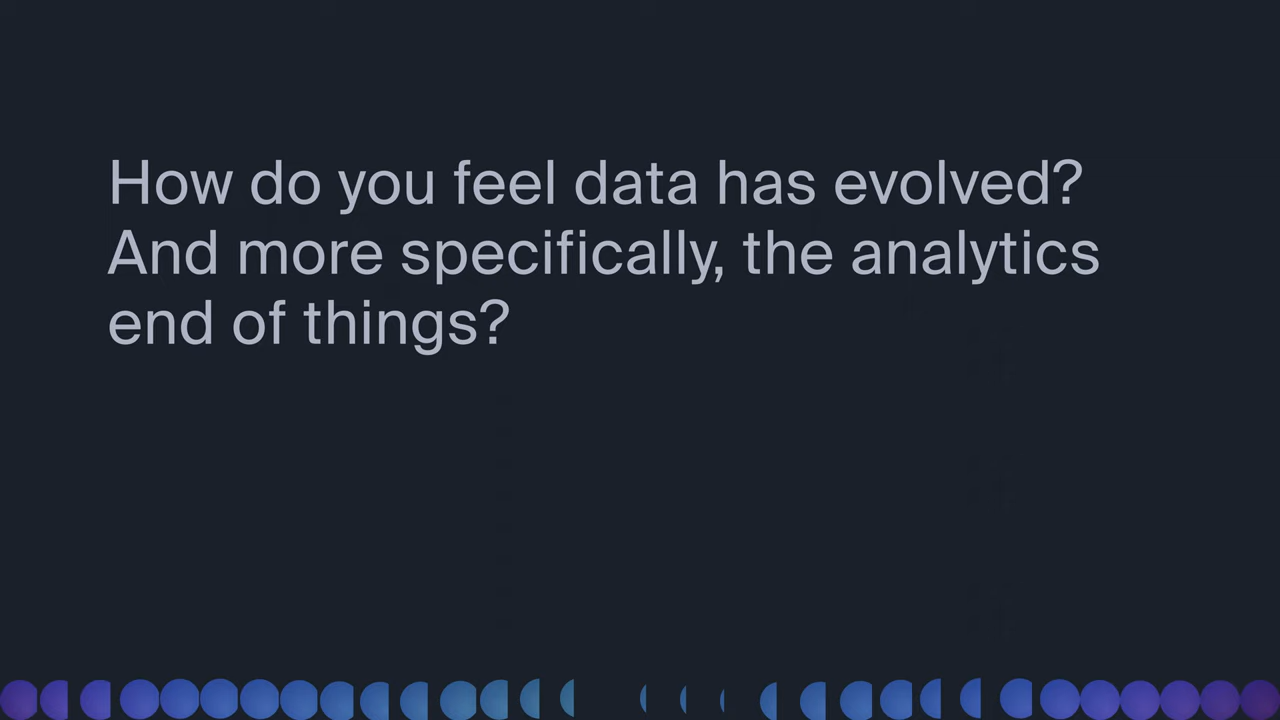 How do you feel data has evolved?
And more specifically, the analytics
end of things?